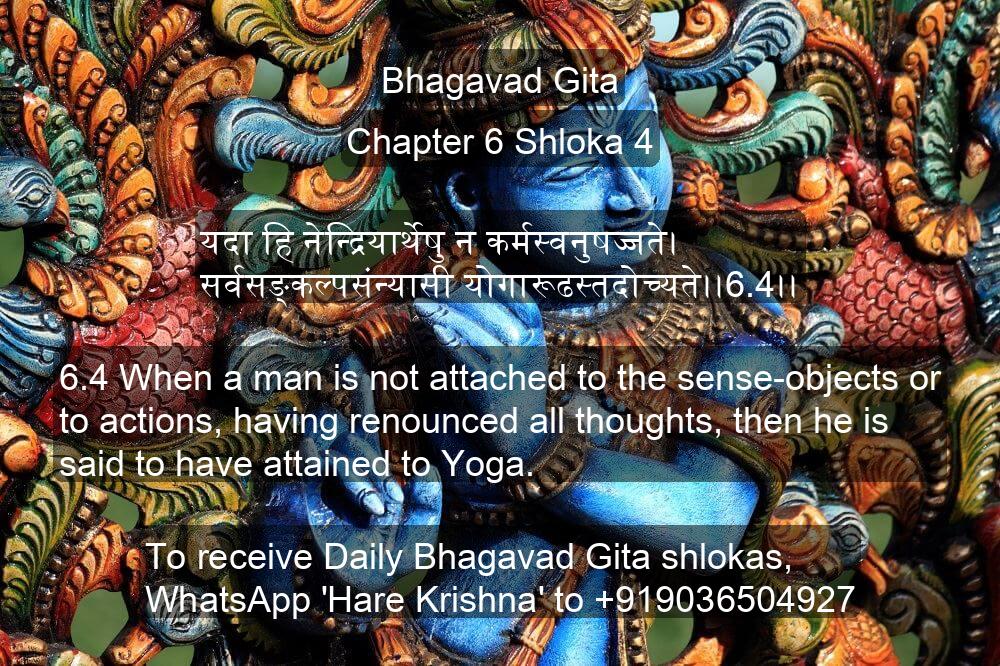 Bhagavad Gita
Chapter 6 Shloka 4
यदा हि नेन्द्रियार्थेषु न कर्मस्वनुषज्जते।
सर्वसङ्कल्पसंन्यासी योगारूढस्तदोच्यते।।6.4।।
6.4 When a man is not attached to the sense-objects or
to actions, having renounced all thoughts, then he is
said to have attained to Yoga.
To receive Daily Bhagavad Gita shlokas,
WhatsApp 'Hare Krishna' to +919036504927